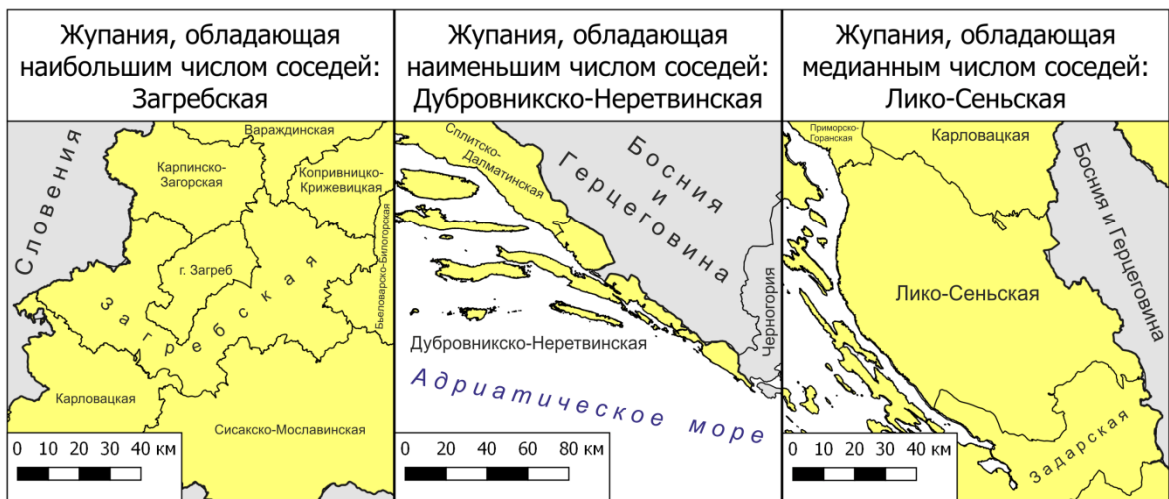 Жупания, обладающая
наибольшим числом соседей:
Загребская
Словения
Вараждинская
Карпинско-
Загорская
Копривницко-
Крижевицкая
Бьеловарско-Билогорская
г. Загреб
Загребская
Карловацкая
Сисакско-Мославинская
0 10 20 30 40 км
Жупания, обладающая
наименьшим числом соседей:
Дубровникско-Неретвинская
Сплитско-
Далматинская
Босния
и
Герцеговина
Черногория
Дубровникско-Неретвинская
Адриатическое море
0 20 40 60 80 км
Жупания, обладающая
медианным числом соседей:
Лико-Сеньская
Приморско-
Горанская
Карловацкая
Босния и Герцеговина
Лико-Сеньская
Задарская
0 10 20 30 40 км